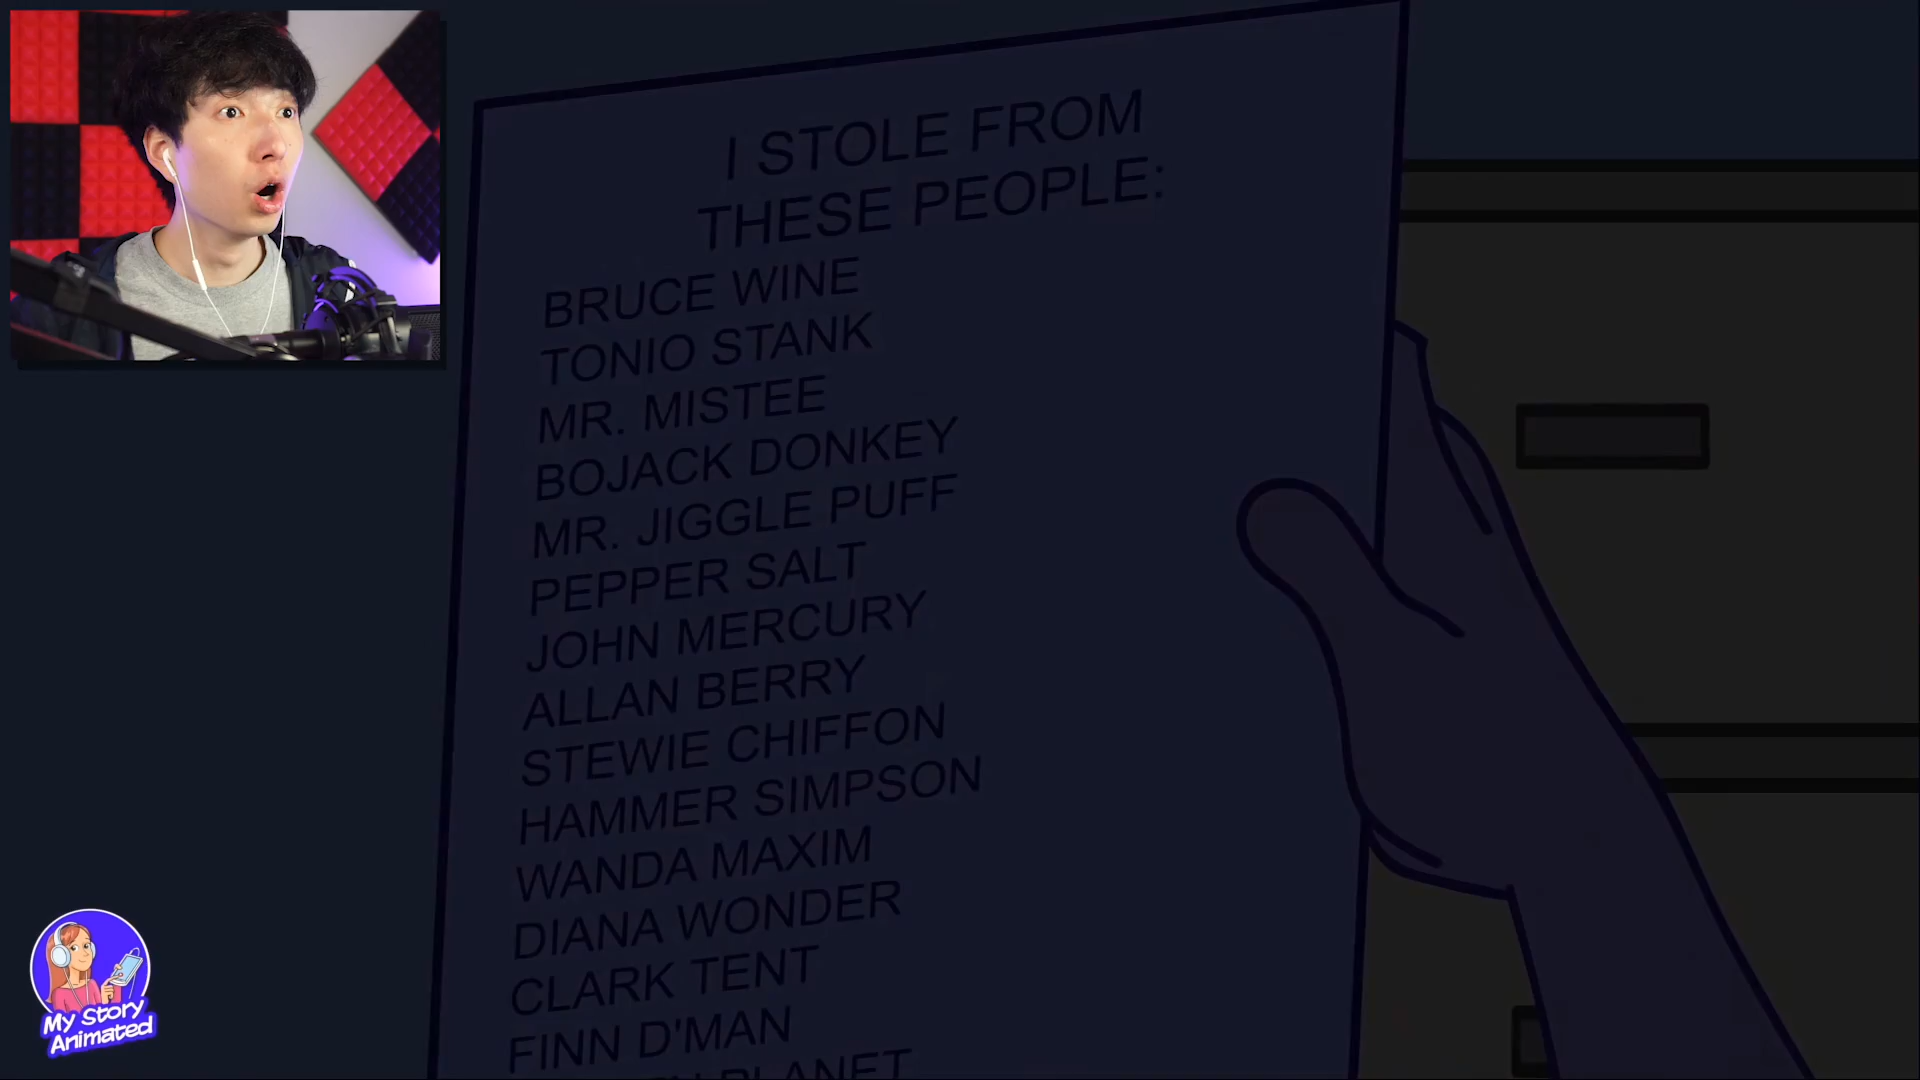 I STOLE FROM
THESE PEOPLE:
BRUCE WINE
TONIO STANK
MR. MISTEE
BOJACK DONKEY
MR. JIGGLE PUFF
PEPPER SALT
JOHN MERCURY
ALLAN BERRY
STEWIE CHIFFON
HAMMER SIMPSON
WANDA MAXIM
DIANA WONDER
CLARK TENT
FINN D'MAN
PLANET
My Story
Animated